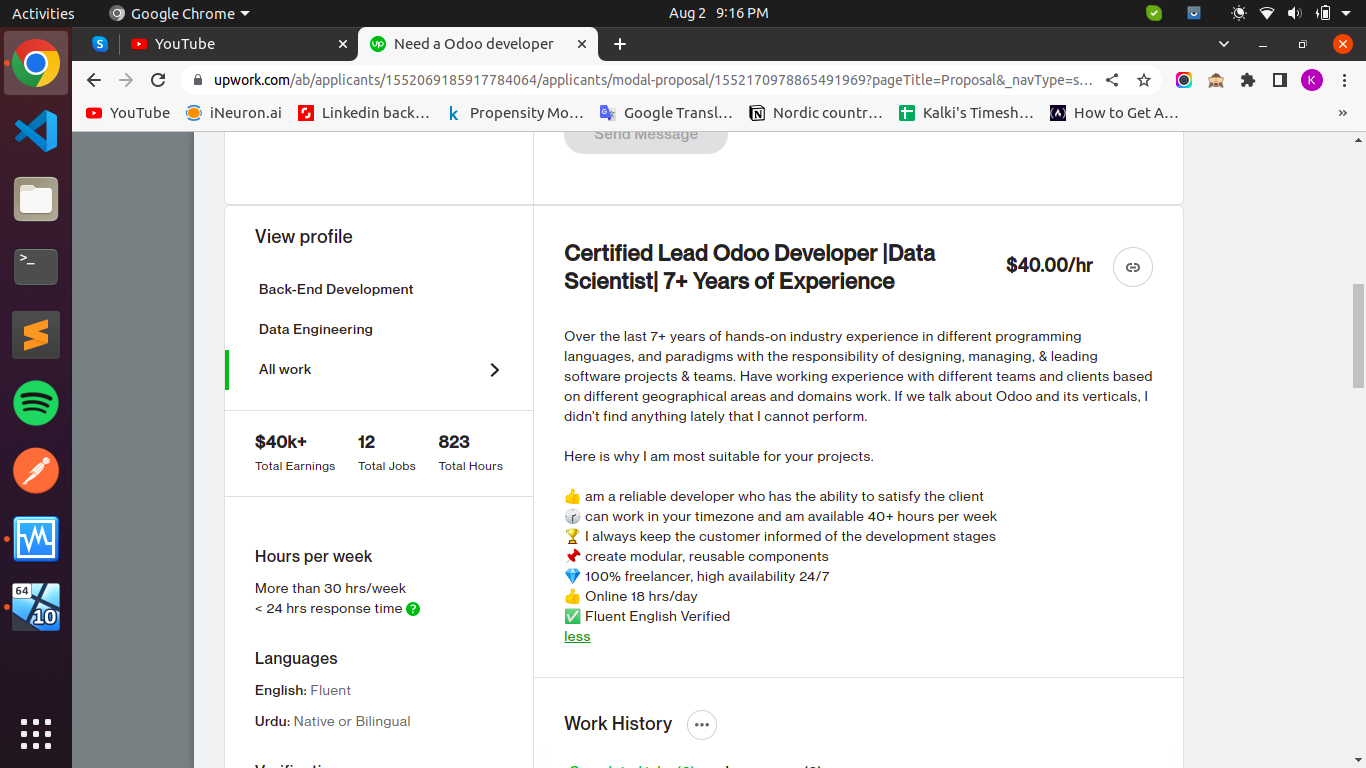 Activities
Google Chrome
Aug 2 9:16 PM
YouTube
Need a Odoo developer
upwork.com/ab/applicants/1552069185917784064/applicants/modal-proposal/1552170978865491969?pageTitle=Proposal&_navType=s...
K
YouTube
iNeuron.ai
Linkedin back...
Propensity Mo...
Google Transl...
Nordic countr...
Kalki's Timesh...
How to Get A...
»
Send Message
View profile
Back-End Development
Data Engineering
All work
$40k+
Total Earnings
12
Total Jobs
823
Total Hours
Hours per week
More than 30 hrs/week
< 24 hrs response time ?
Languages
English: Fluent
Urdu: Native or Bilingual
Certified Lead Odoo Developer |Data
Scientist| 7+ Years of Experience
$40.00/hr
Over the last 7+ years of hands-on industry experience in different programming
languages, and paradigms with the responsibility of designing, managing, & leading
software projects & teams. Have working experience with different teams and clients based
on different geographical areas and domains work. If we talk about Odoo and its verticals, I
didn't find anything lately that I cannot perform.
Here is why I am most suitable for your projects.
👍 am a reliable developer who has the ability to satisfy the client
🕝 can work in your timezone and am available 40+ hours per week
🏆 I always keep the customer informed of the development stages
📌 create modular, reusable components
💎 100% freelancer, high availability 24/7
👍 Online 18 hrs/day
✅ Fluent English Verified
less
Work History
64
10